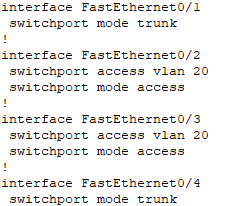 interface FastEthernet0/1
 switchport mode trunk
!
interface FastEthernet0/2
 switchport access vlan 20
 switchport mode access
!
interface FastEthernet0/3
 switchport access vlan 20
 switchport mode access
!
interface FastEthernet0/4
 switchport mode trunk